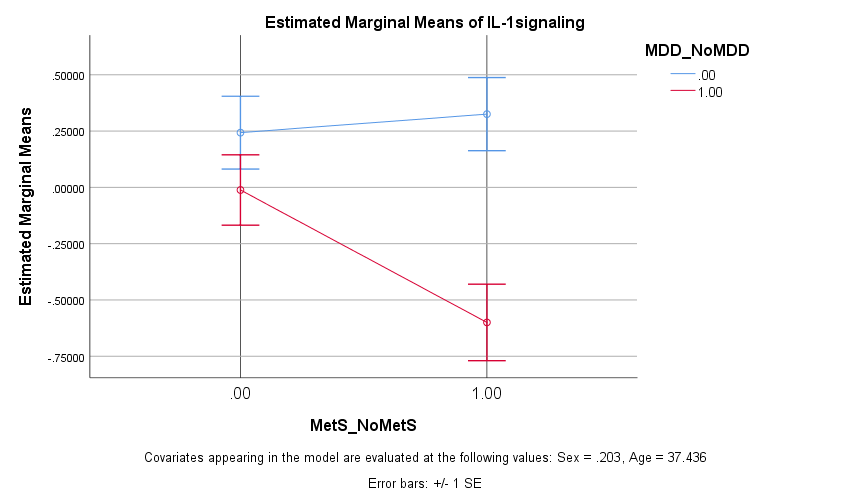 Estimated Marginal Means of IL-1signaling
MDD_NoMDD
.00
1.00
Estimated Marginal Means
.50000
.25000
.00000
-.25000
-.50000
-.75000
.00
1.00
MetS_NoMetS
Covariates appearing in the model are evaluated at the following values: Sex = .203, Age = 37.436
Error bars: +/- 1 SE